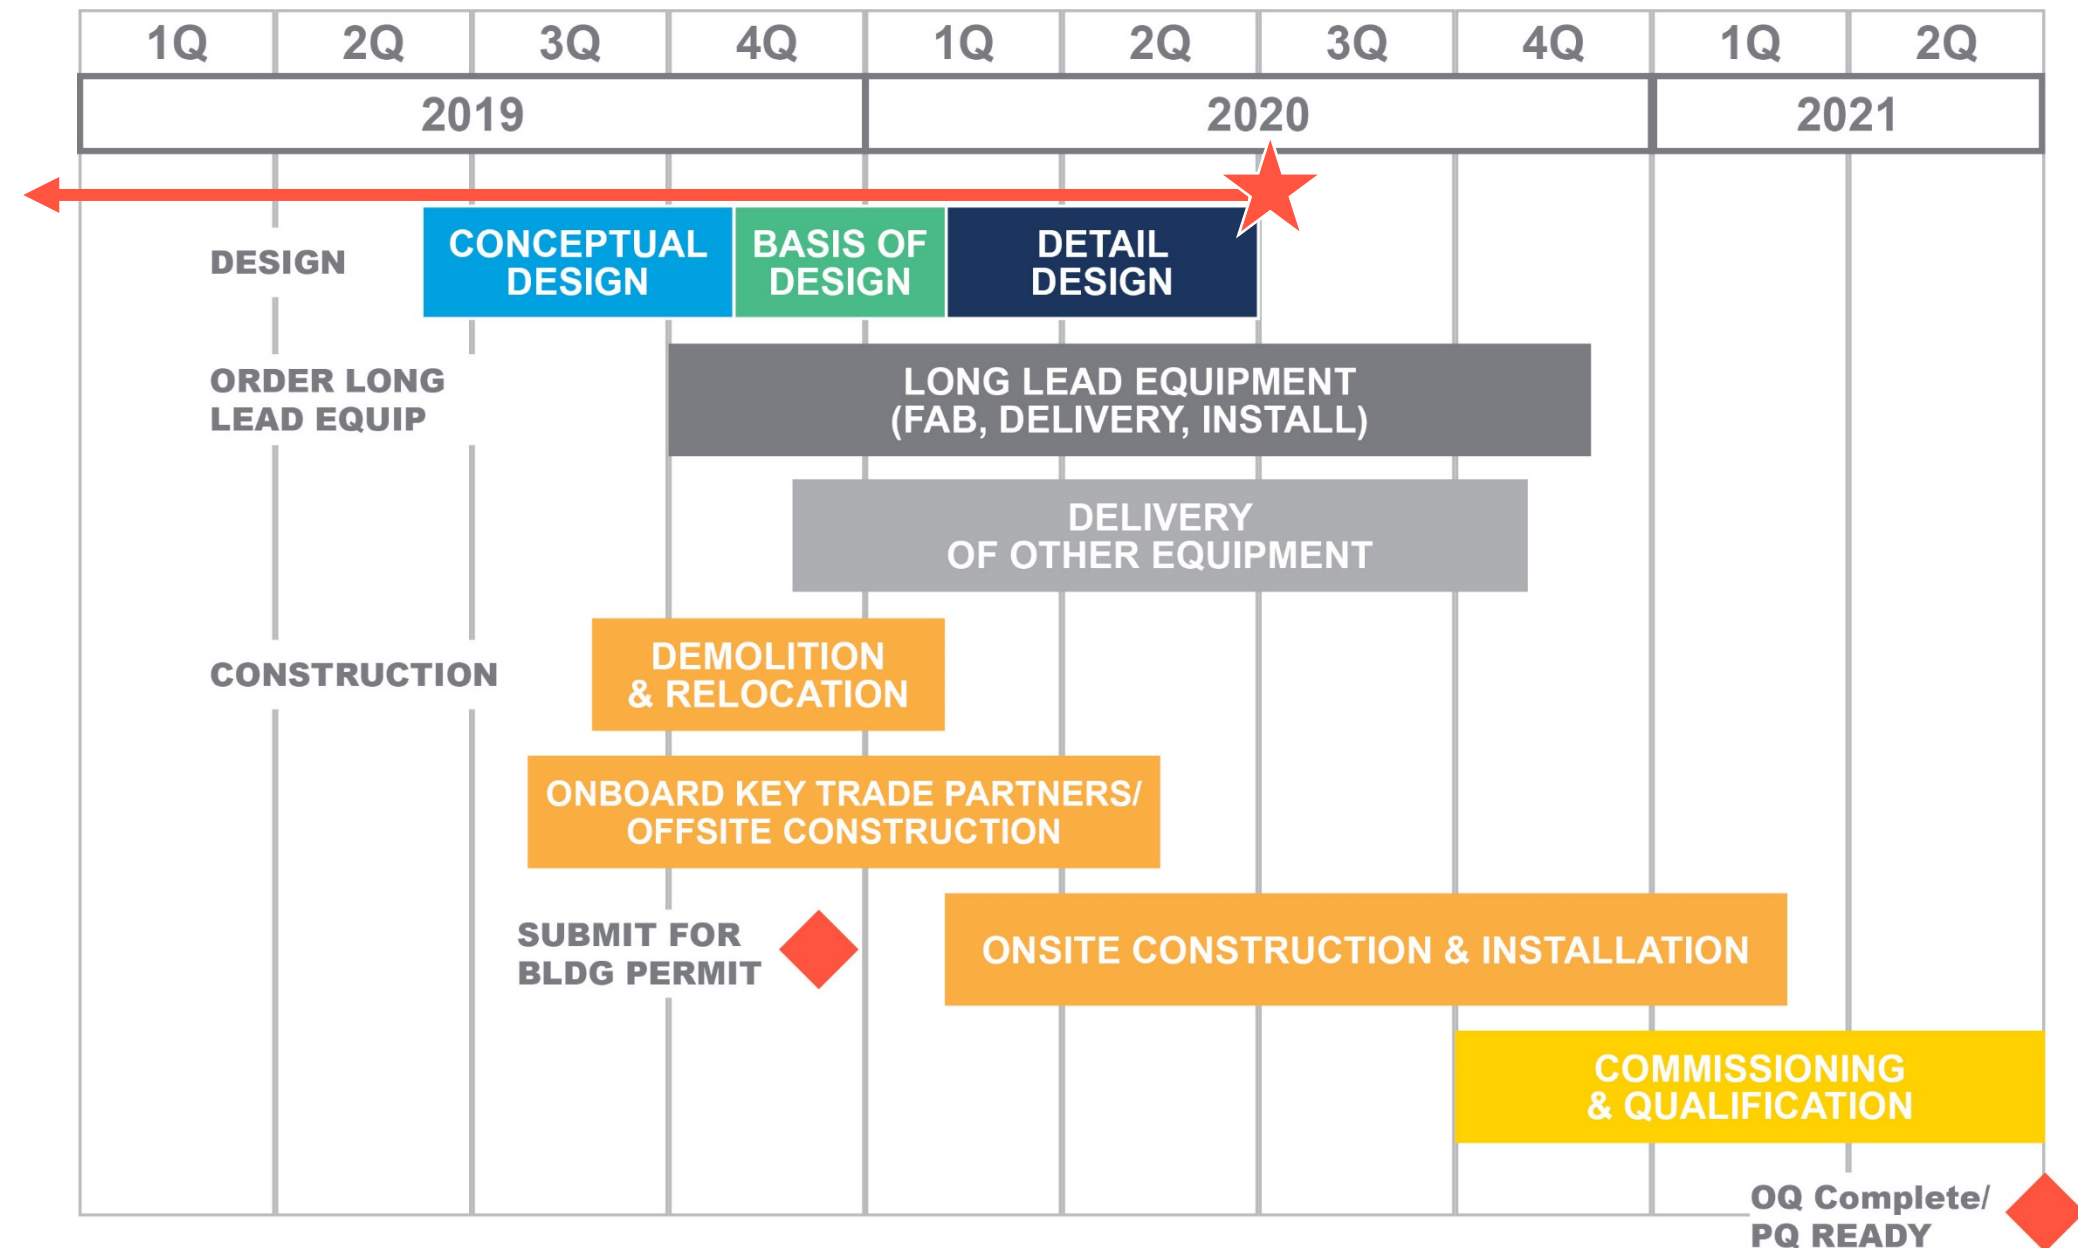 1Q 2Q 3Q 4Q 1Q 2Q 3Q 4Q 1Q 2Q
2019 2020 2021
DESIGN
CONCEPTUAL
DESIGN
BASIS OF
DESIGN
DETAIL
DESIGN
ORDER LONG
LEAD EQUIP
LONG LEAD EQUIPMENT
(FAB, DELIVERY, INSTALL)
DELIVERY
OF OTHER EQUIPMENT
CONSTRUCTION
DEMOLITION
& RELOCATION
ONBOARD KEY TRADE PARTNERS/
OFFSITE CONSTRUCTION
SUBMIT FOR
BLDG PERMIT
ONSITE CONSTRUCTION & INSTALLATION
COMMISSIONING
& QUALIFICATION
OQ Complete/
PQ READY